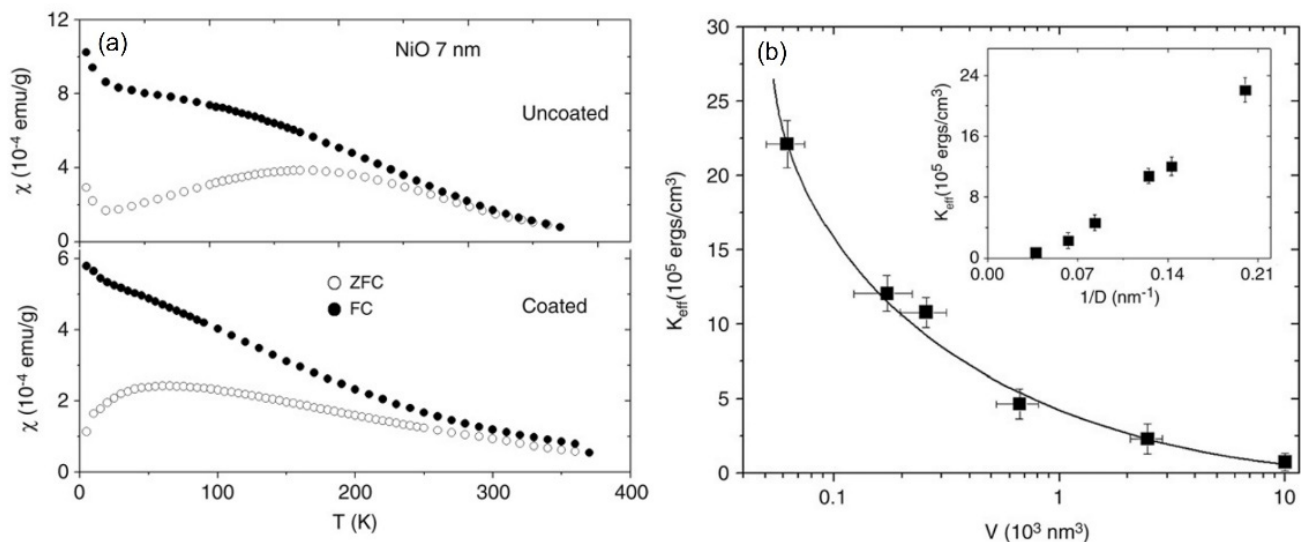 (a)
NiO 7 nm
Uncoated
12
8
4
0
χ (10⁻⁴ emu/g)
ZFC
FC
Coated
6
4
2
0
χ (10⁻⁴ emu/g)
0 100 200 300 400
T (K)
(b)
30
25
20
15
10
5
0
K_eff(10⁵ ergs/cm³)
0.1 1 10
V (10³ nm³)
24
16
8
0
K_eff(10⁵ ergs/cm³)
0.00 0.07 0.14 0.21
1/D (nm⁻¹)